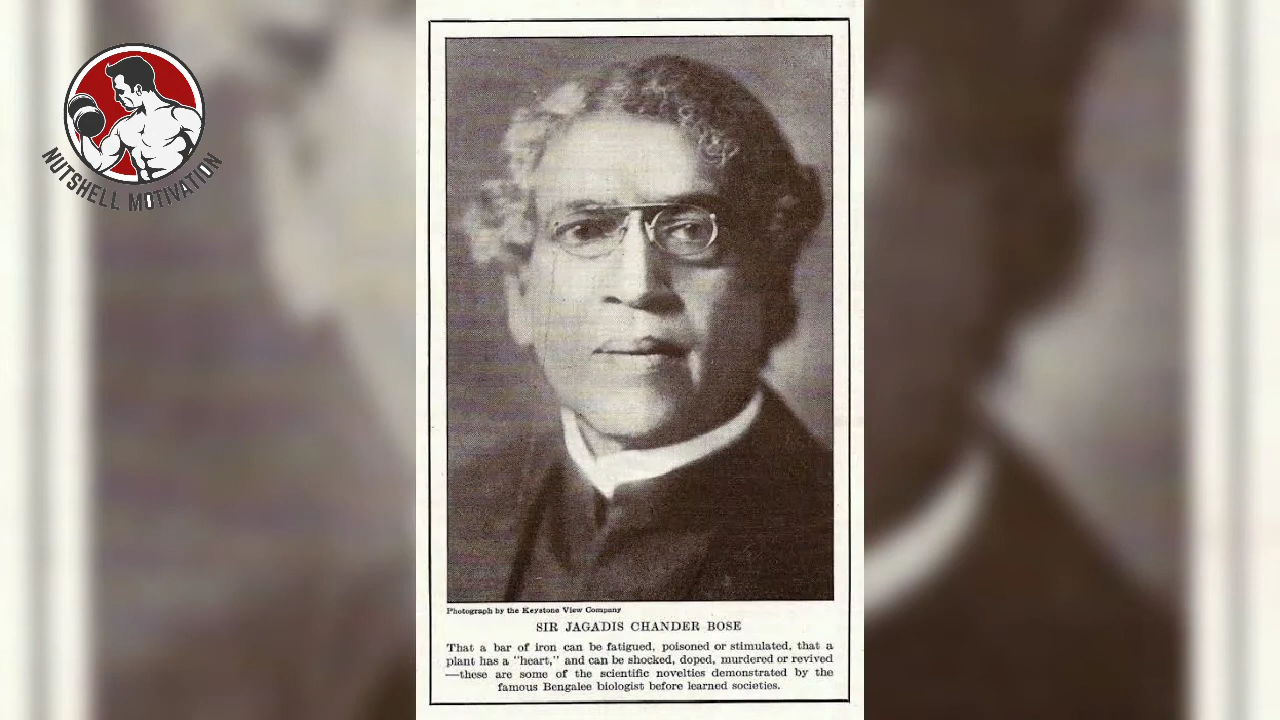 NUTSHELL MOTIVATION
Photograph by the Keystone View Company
SIR JAGADIS CHANDER BOSE
That a bar of iron can be fatigued, poisoned or stimulated, that a
plant has a "heart," and can be shocked, doped, murdered or revived
—these are some of the scientific novelties demonstrated by the
famous Bengalee biologist before learned societies.